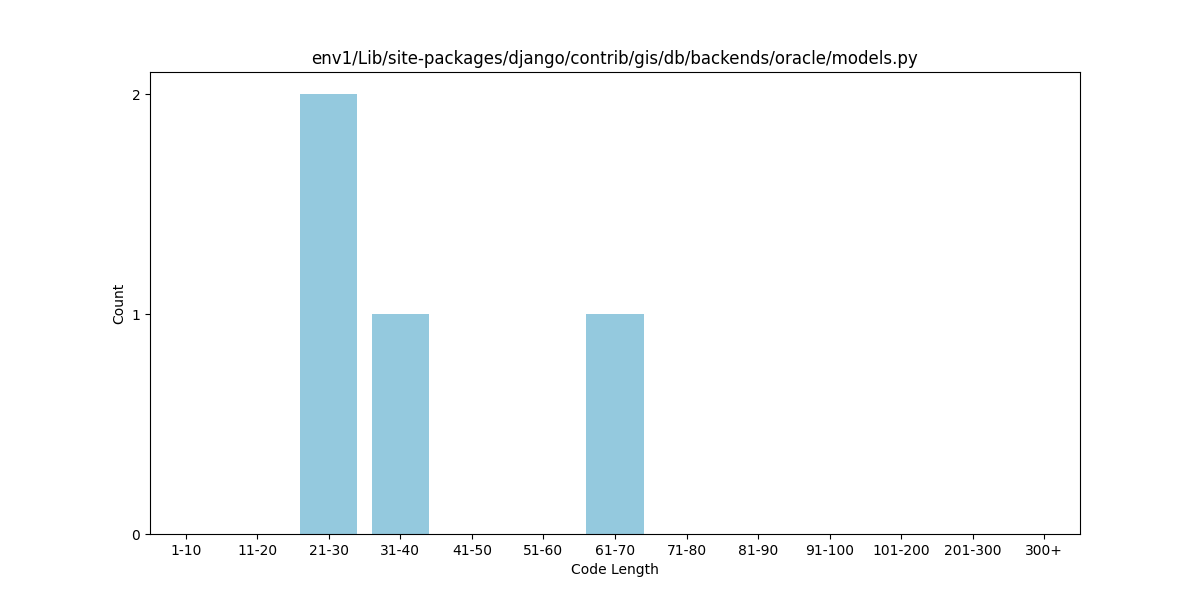 env1/Lib/site-packages/django/contrib/gis/db/backends/oracle/models.py
2
1
0
Count
1-10 11-20 21-30 31-40 41-50 51-60 61-70 71-80 81-90 91-100 101-200 201-300 300+
Code Length